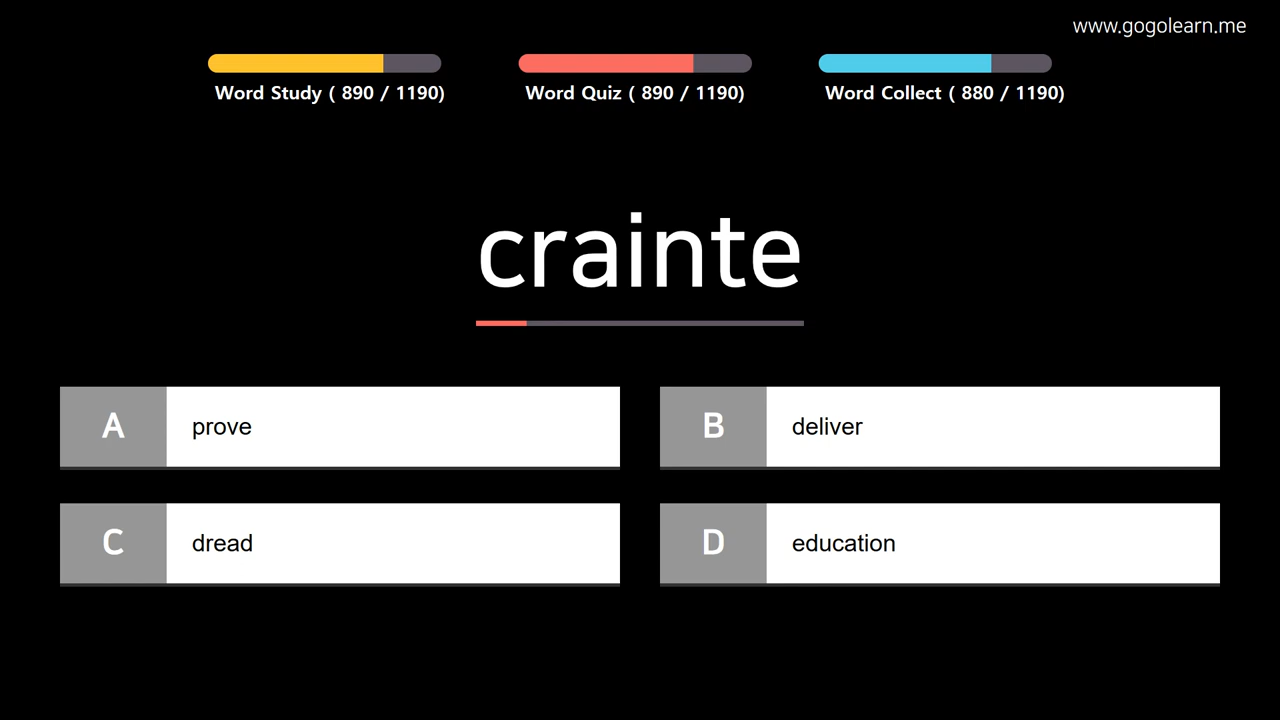 www.gogolearn.me
Word Study ( 890 / 1190)
Word Quiz ( 890 / 1190)
Word Collect ( 880 / 1190)
crainte
A
prove
B
deliver
C
dread
D
education